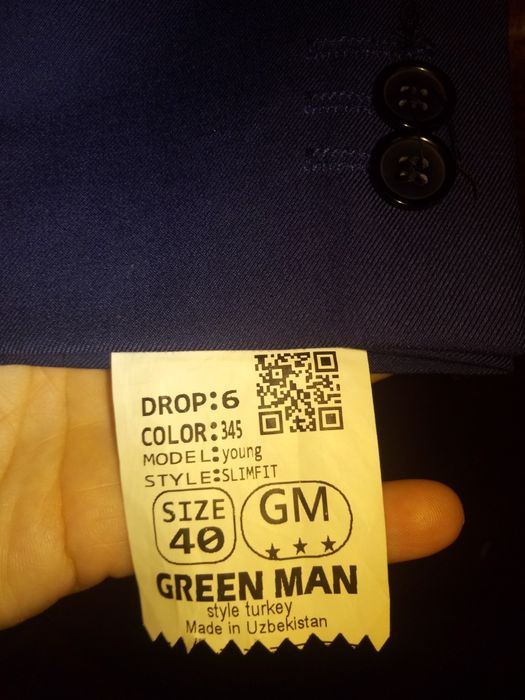 DROP:6
COLOR:345
MODEL:young
STYLE:SLIMFIT
SIZE
40
GM
GREEN MAN
style turkey
Made in Uzbekistan